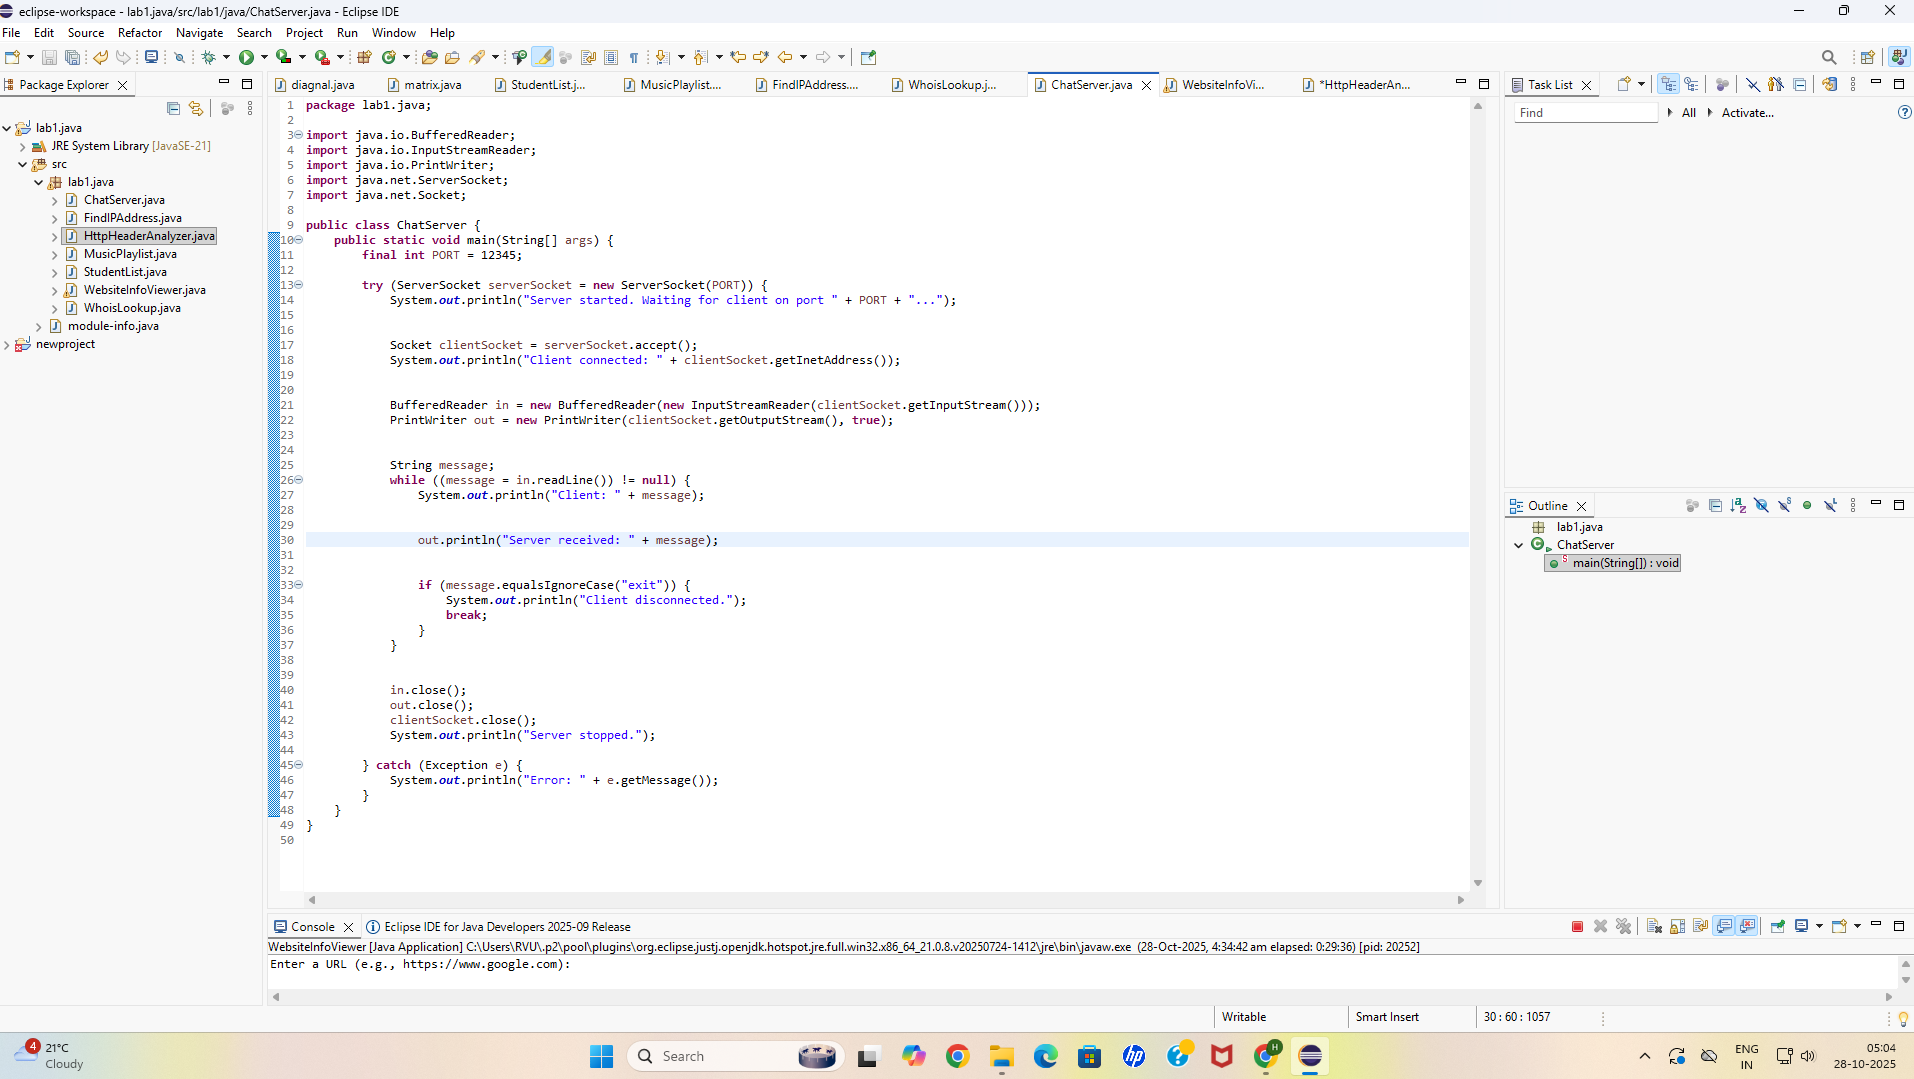 eclipse-workspace - lab1.java/src/lab1/java/ChatServer.java - Eclipse IDE
File Edit Source Refactor Navigate Search Project Run Window Help
Package Explorer
lab1.java
JRE System Library [JavaSE-21]
src
lab1.java
ChatServer.java
FindIPAddress.java
HttpHeaderAnalyzer.java
MusicPlaylist.java
StudentList.java
WebsiteInfoViewer.java
WhoisLookup.java
module-info.java
newproject
diagnal.java matrix.java StudentList.j... MusicPlaylist.... FindIPAddress.... WhoisLookup.j... ChatServer.java WebsiteInfoVi... *HttpHeaderAn...
1 package lab1.java;
2
3 import java.io.BufferedReader;
4 import java.io.InputStreamReader;
5 import java.io.PrintWriter;
6 import java.net.ServerSocket;
7 import java.net.Socket;
8
9 public class ChatServer {
10     public static void main(String[] args) {
11         final int PORT = 12345;
12
13         try (ServerSocket serverSocket = new ServerSocket(PORT)) {
14             System.out.println("Server started. Waiting for client on port " + PORT + "...");
15
16
17             Socket clientSocket = serverSocket.accept();
18             System.out.println("Client connected: " + clientSocket.getInetAddress());
19
20
21             BufferedReader in = new BufferedReader(new InputStreamReader(clientSocket.getInputStream()));
22             PrintWriter out = new PrintWriter(clientSocket.getOutputStream(), true);
23
24
25             String message;
26             while ((message = in.readLine()) != null) {
27                 System.out.println("Client: " + message);
28
29
30                 out.println("Server received: " + message);
31
32
33                 if (message.equalsIgnoreCase("exit")) {
34                     System.out.println("Client disconnected.");
35                     break;
36                 }
37             }
38
39
40             in.close();
41             out.close();
42             clientSocket.close();
43             System.out.println("Server stopped.");
44
45         } catch (Exception e) {
46             System.out.println("Error: " + e.getMessage());
47         }
48     }
49 }
50
Task List
Find All Activate...
Outline
lab1.java
ChatServer
main(String[]) : void
Console Eclipse IDE for Java Developers 2025-09 Release
WebsiteInfoViewer [Java Application] C:\Users\RVU\.p2\pool\plugins\org.eclipse.justj.openjdk.hotspot.jre.full.win32.x86_64_21.0.8.v20250724-1412\jre\bin\javaw.exe (28-Oct-2025, 4:34:42 am elapsed: 0:29:36) [pid: 20252]
Enter a URL (e.g., https://www.google.com):
Writable Smart Insert 30 : 60 : 1057
4
21°C
Cloudy
Search
hp
H
ENG
IN
05:04
28-10-2025